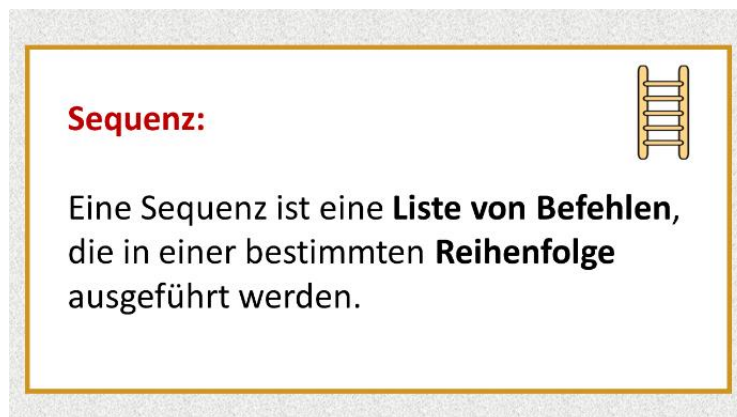 Sequenz:
Eine Sequenz ist eine Liste von Befehlen,
die in einer bestimmten Reihenfolge
ausgeführt werden.